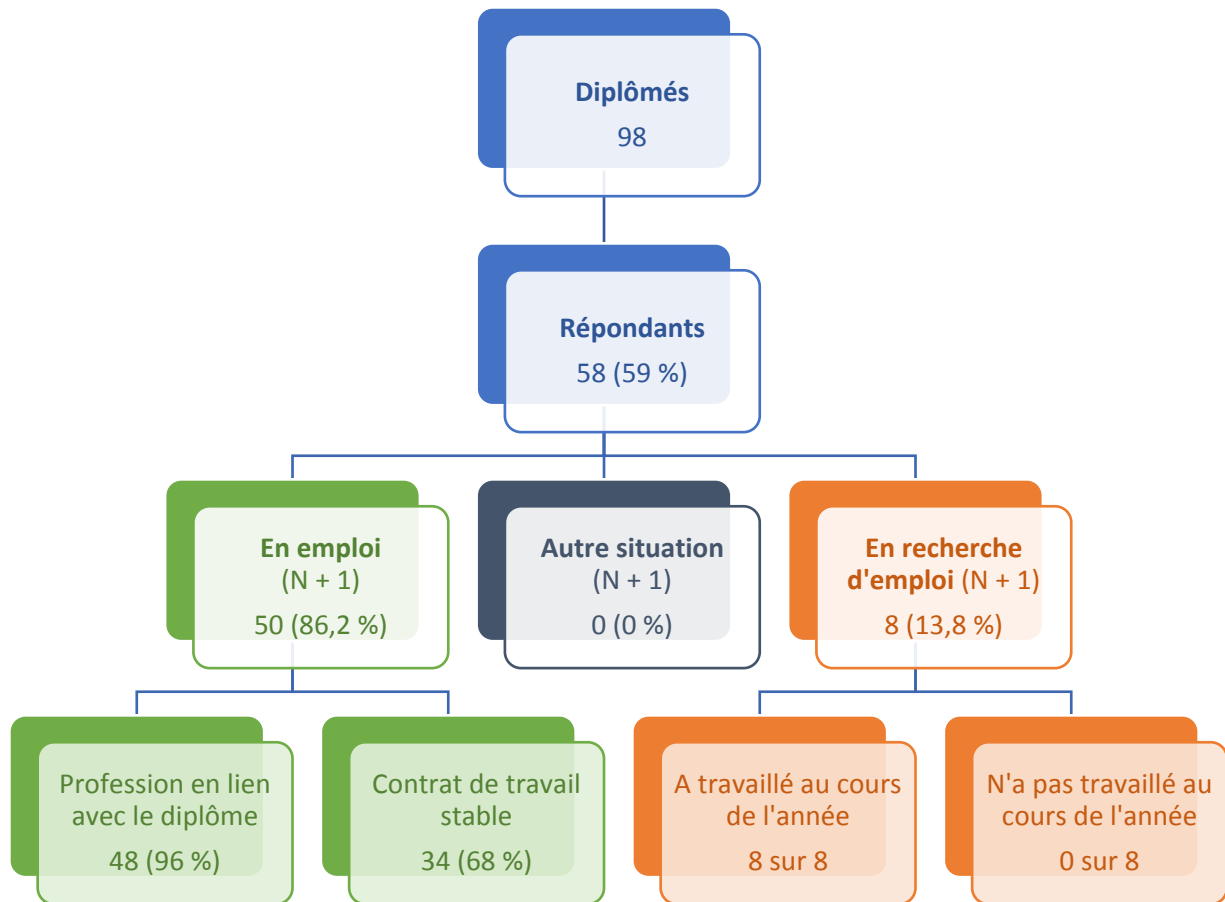 Diplômés
98
Répondants
58 (59 %)
En emploi
(N + 1)
50 (86,2 %)
Autre situation
(N + 1)
0 (0 %)
En recherche
d'emploi (N + 1)
8 (13,8 %)
Profession en lien
avec le diplôme
48 (96 %)
Contrat de travail
stable
34 (68 %)
A travaillé au cours
de l'année
8 sur 8
N'a pas travaillé au
cours de l'année
0 sur 8